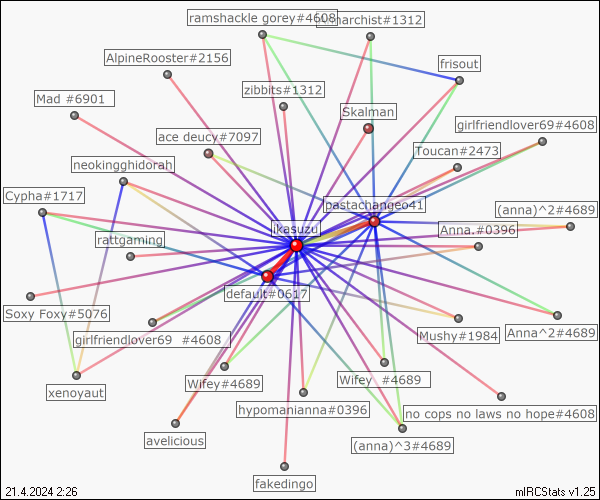 ramshackle gorey#4608
narchist#1312
AlpineRooster#2156
frisout
zibbits#1312
Mad #6901
Skalman
girlfriendlover69#4608
ace deucy#7097
Toucan#2473
neokingghidorah
Cypha#1717
pastachangeo41
(anna)^2#4689
ikasuzu
Anna.#0396
rattgaming
default#0617
Soxy Foxy#5076
girlfriendlover69  #4608
Mushy#1984
Anna^2#4689
Wifey#4689
Wifey  #4689
xenoyaut
hypomanianna#0396
no cops no laws no hope#4608
avelicious
(anna)^3#4689
fakedingo
21.4.2024 2:26
mIRCStats v1.25